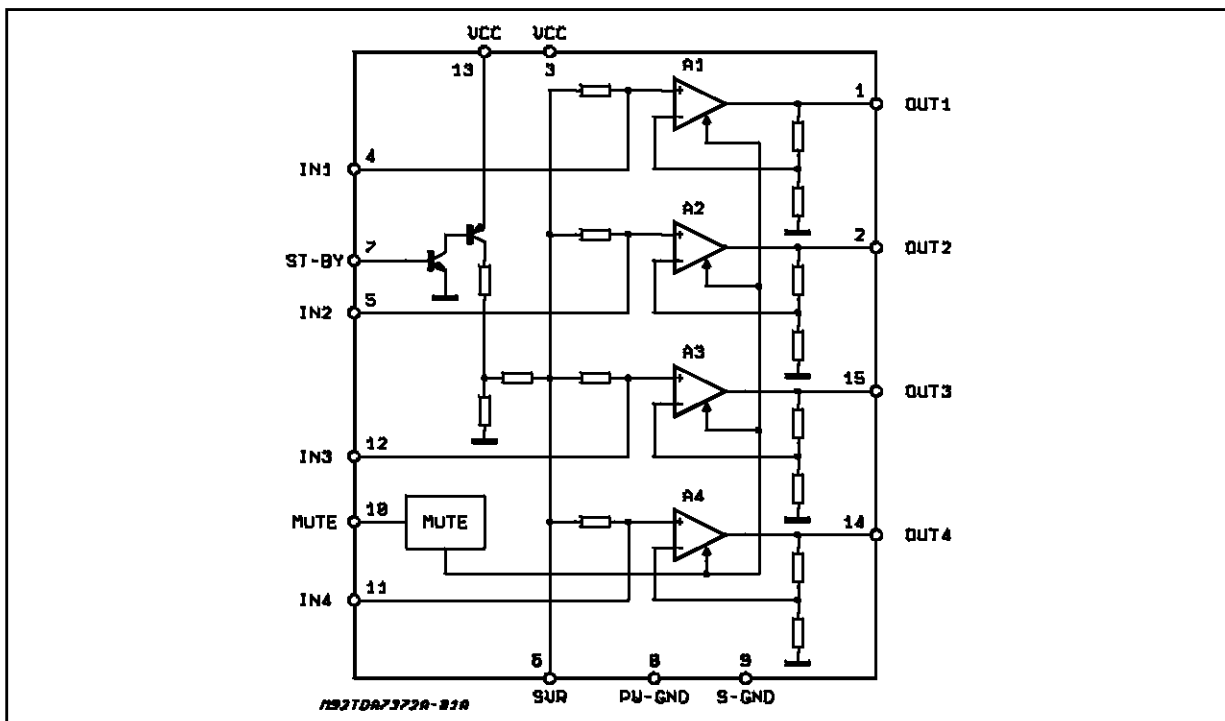 VCC VCC
13 3 A1
1 OUT1
4
IN1
A2
7 2 OUT2
ST-BY
5
IN2
A3
15 OUT3
12
IN3
10 A4
MUTE MUTE 14 OUT4
11
IN4
6 8 9
SVR PW-GND S-GND
M92TDA7372A-01A